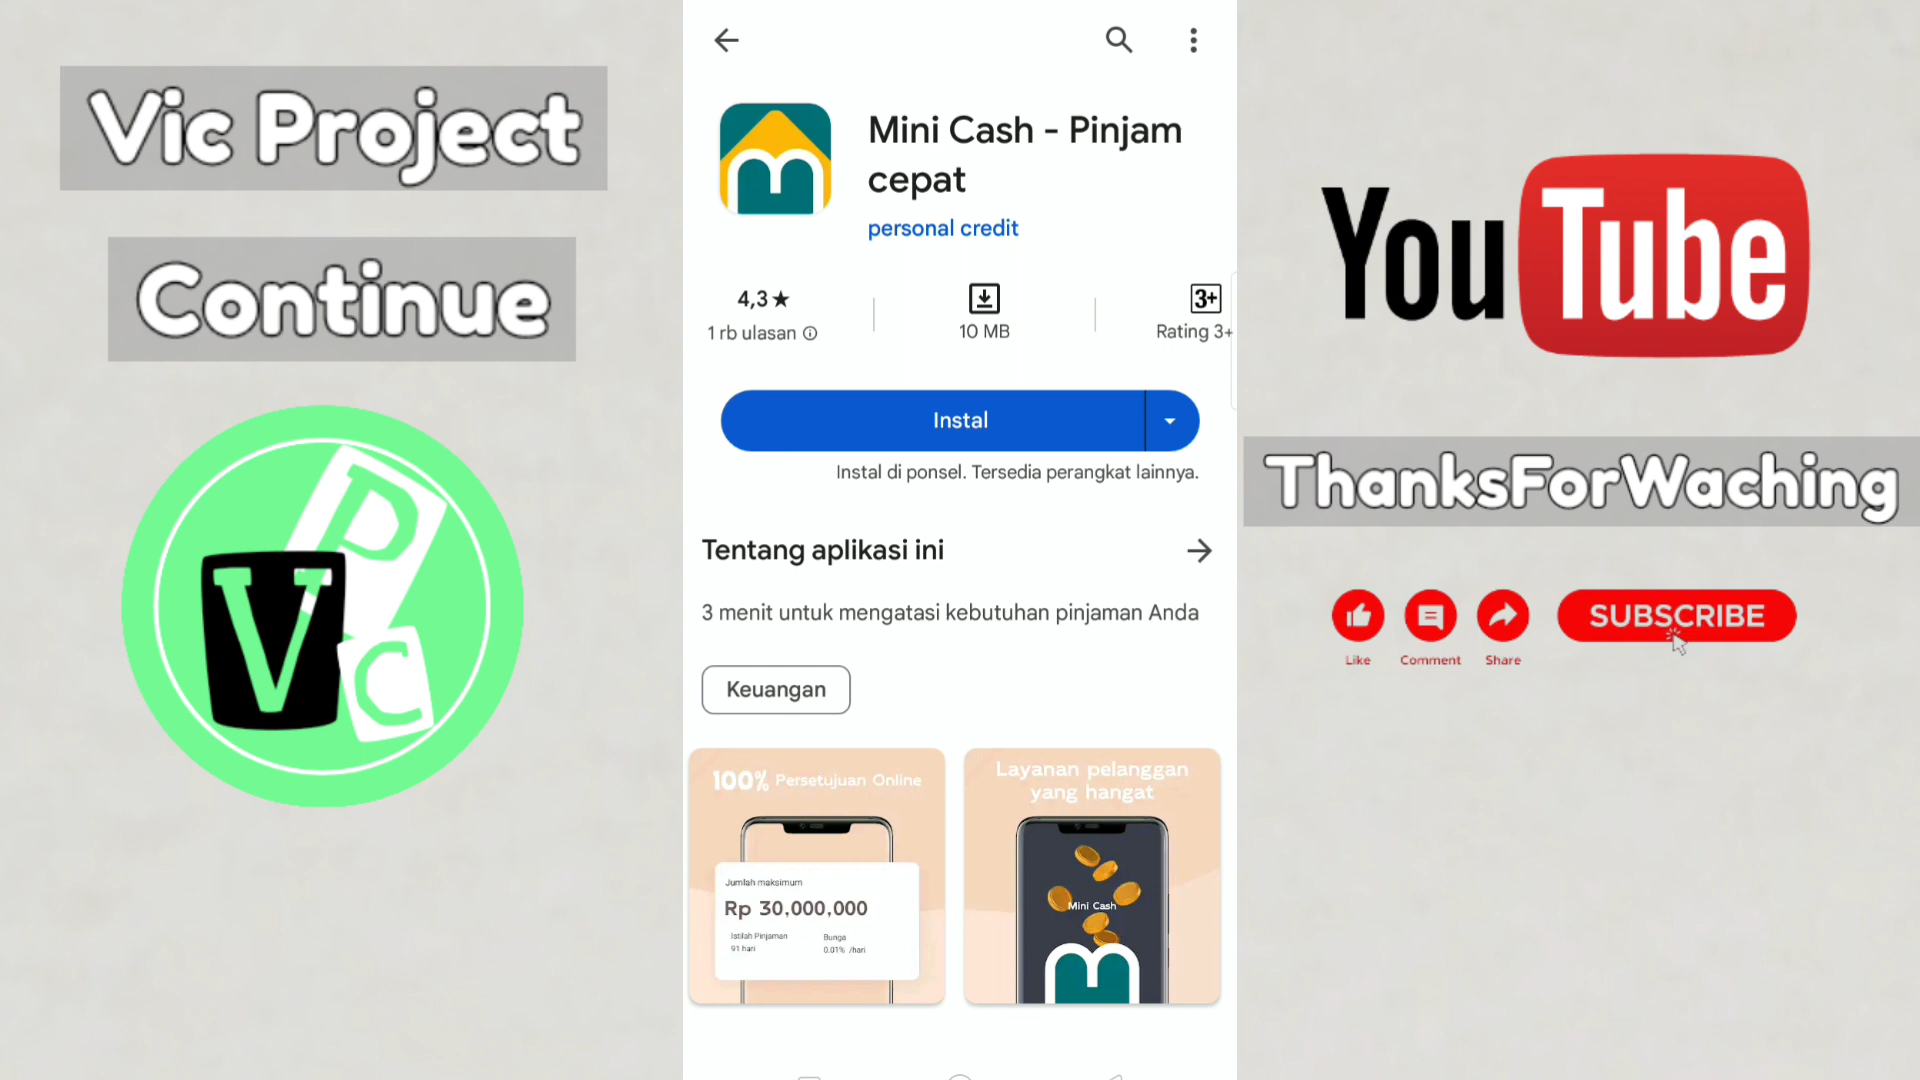 Vic Project
Continue
P
V
C
Mini Cash - Pinjam
cepat
personal credit
4,3★
1 rb ulasan
10 MB
3+
Rating 3+
Instal
Instal di ponsel. Tersedia perangkat lainnya.
Tentang aplikasi ini
3 menit untuk mengatasi kebutuhan pinjaman Anda
Keuangan
100% Persetujuan Online
Jumlah maksimum
Rp 30,000,000
Istilah Pinjaman
Bunga
91 hari
0.01% /hari
Layanan pelanggan
yang hangat
Mini Cash
YouTube
ThanksForWaching
SUBSCRIBE
Like
Comment
Share